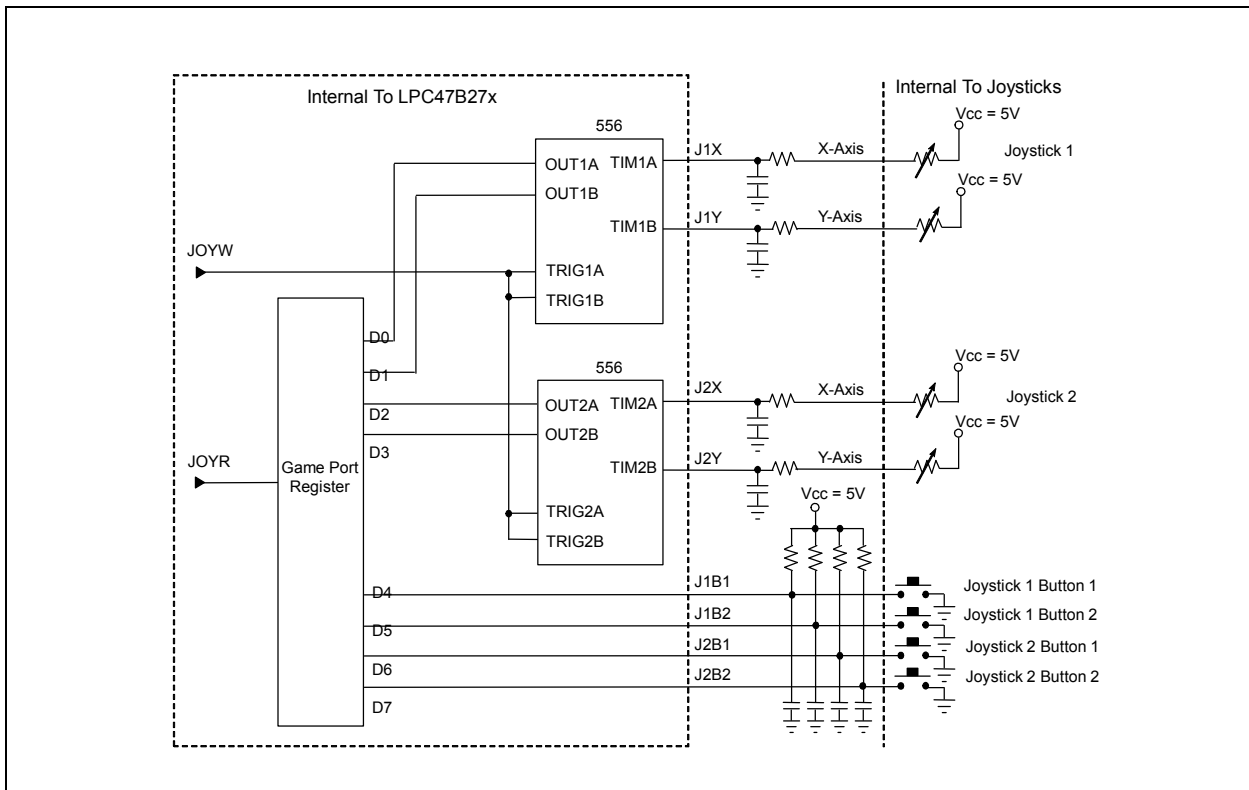 Internal To LPC47B27x
Internal To Joysticks
Vcc = 5V
556
J1X
X-Axis
Joystick 1
OUT1A
TIM1A
Vcc = 5V
OUT1B
J1Y
Y-Axis
TIM1B
JOYW
TRIG1A
TRIG1B
D0
Vcc = 5V
556
D1
J2X
X-Axis
Joystick 2
OUT2A
TIM2A
D2
Vcc = 5V
OUT2B
D3
J2Y
Y-Axis
JOYR
TIM2B
Game Port
Register
Vcc = 5V
TRIG2A
TRIG2B
D4
J1B1
Joystick 1 Button 1
J1B2
Joystick 1 Button 2
D5
J2B1
Joystick 2 Button 1
D6
J2B2
Joystick 2 Button 2
D7